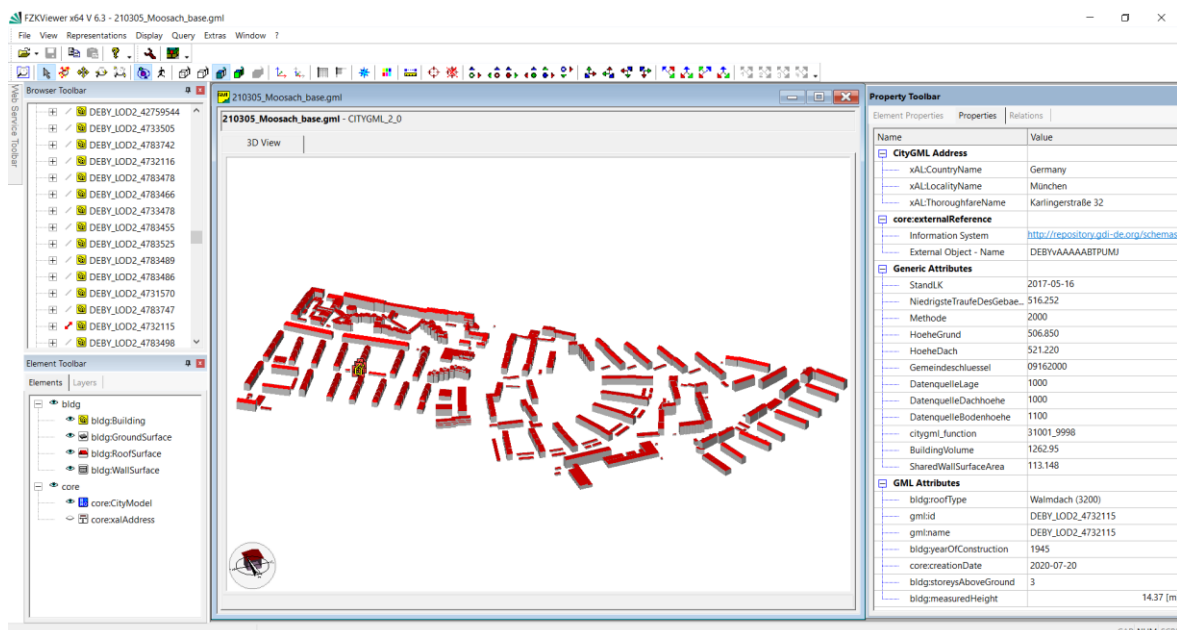 FZKViewer x64 V 6.3 - 210305_Moosach_base.gml
File View Representations Display Query Extras Window ?
Web Service Toolbar
Browser Toolbar
DEBY_LOD2_42759544
DEBY_LOD2_4733505
DEBY_LOD2_4783742
DEBY_LOD2_4732116
DEBY_LOD2_4783478
DEBY_LOD2_4783466
DEBY_LOD2_4733478
DEBY_LOD2_4783455
DEBY_LOD2_4783525
DEBY_LOD2_4783489
DEBY_LOD2_4783486
DEBY_LOD2_4731570
DEBY_LOD2_4783747
DEBY_LOD2_4732115
DEBY_LOD2_4783498
Element Toolbar
Elements Layers
bldg
bldg:Building
bldg:GroundSurface
bldg:RoofSurface
bldg:WallSurface
core
core:CityModel
core:xalAddress
210305_Moosach_base.gml
210305_Moosach_base.gml - CITYGML_2_0
3D View
Property Toolbar
Element Properties Properties Relations
Name Value
CityGML Address
xAL:CountryName Germany
xAL:LocalityName München
xAL:ThoroughfareName Karlingerstraße 32
core:externalReference
Information System http://repository.gdi-de.org/schemas
External Object - Name DEBYvAAAAABTPUMJ
Generic Attributes
StandLK 2017-05-16
NiedrigsteTraufeDesGebae... 516.252
Methode 2000
HoeheGrund 506.850
HoeheDach 521.220
Gemeindeschluessel 09162000
DatenquelleLage 1000
DatenquelleDachhoehe 1000
DatenquelleBodenhoehe 1100
citygml_function 31001_9998
BuildingVolume 1262.95
SharedWallSurfaceArea 113.148
GML Attributes
bldg:roofType Walmdach (3200)
gml:id DEBY_LOD2_4732115
gml:name DEBY_LOD2_4732115
bldg:yearOfConstruction 1945
core:creationDate 2020-07-20
bldg:storeysAboveGround 3
bldg:measuredHeight 14.37 [m